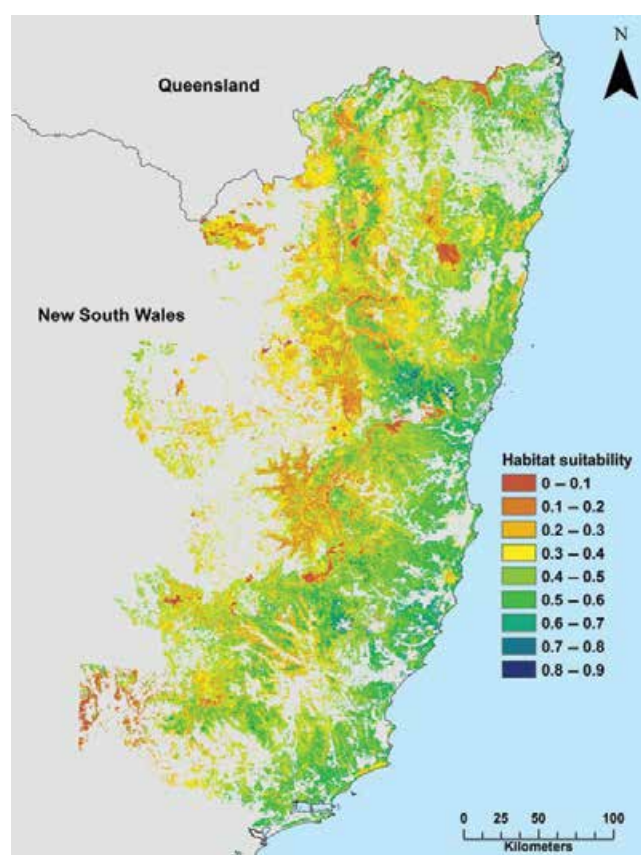 N
Queensland
New South Wales
Habitat suitability
0 – 0.1
0.1 – 0.2
0.2 – 0.3
0.3 – 0.4
0.4 – 0.5
0.5 – 0.6
0.6 – 0.7
0.7 – 0.8
0.8 – 0.9
0 25 50 100
Kilometers